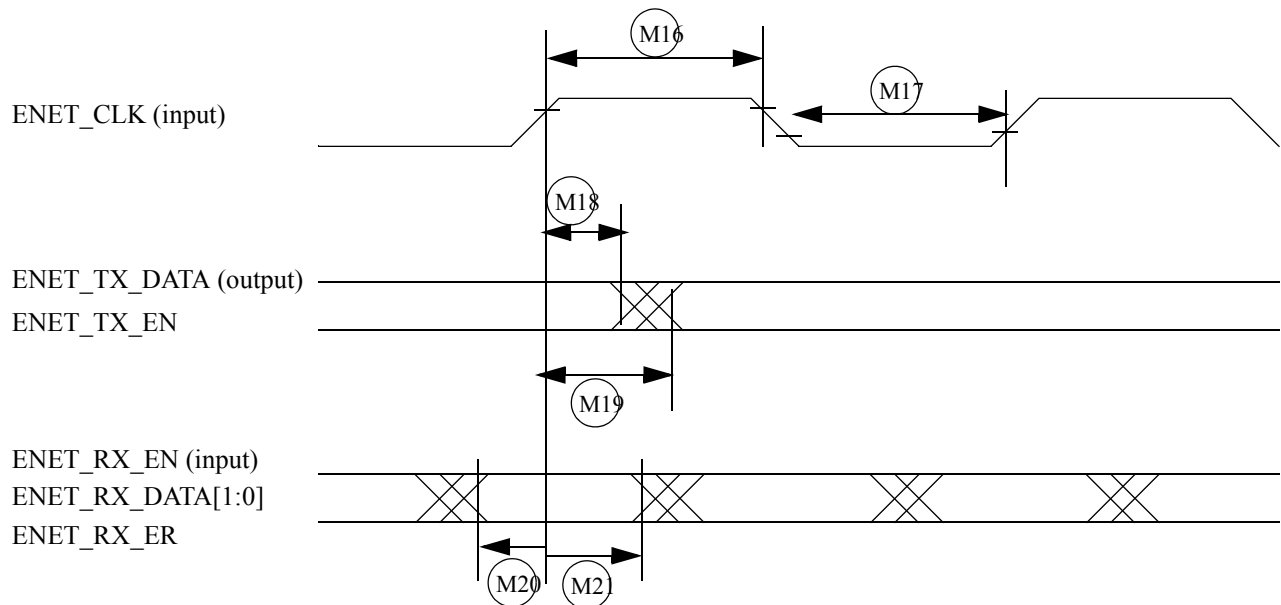 M16
M17
ENET_CLK (input)
M18
ENET_TX_DATA (output)
ENET_TX_EN
M19
ENET_RX_EN (input)
ENET_RX_DATA[1:0]
ENET_RX_ER
M20
M21